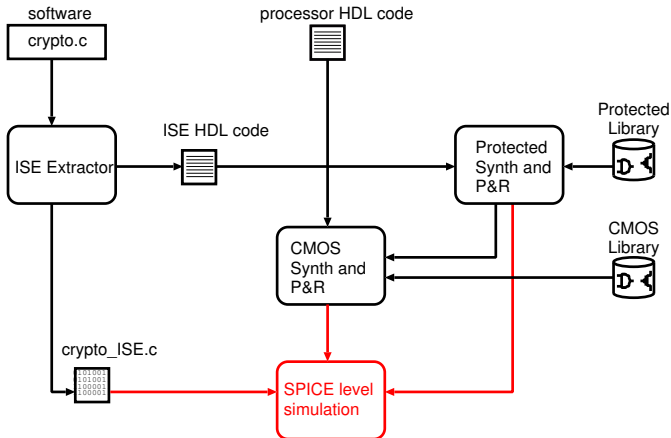 software
crypto.c
processor HDL code
ISE HDL code
ISE Extractor
Protected
Synth and
P&R
Protected
Library
CMOS
Synth and
P&R
CMOS
Library
crypto_ISE.c
101001
101001
100001
100001
SPICE level
simulation